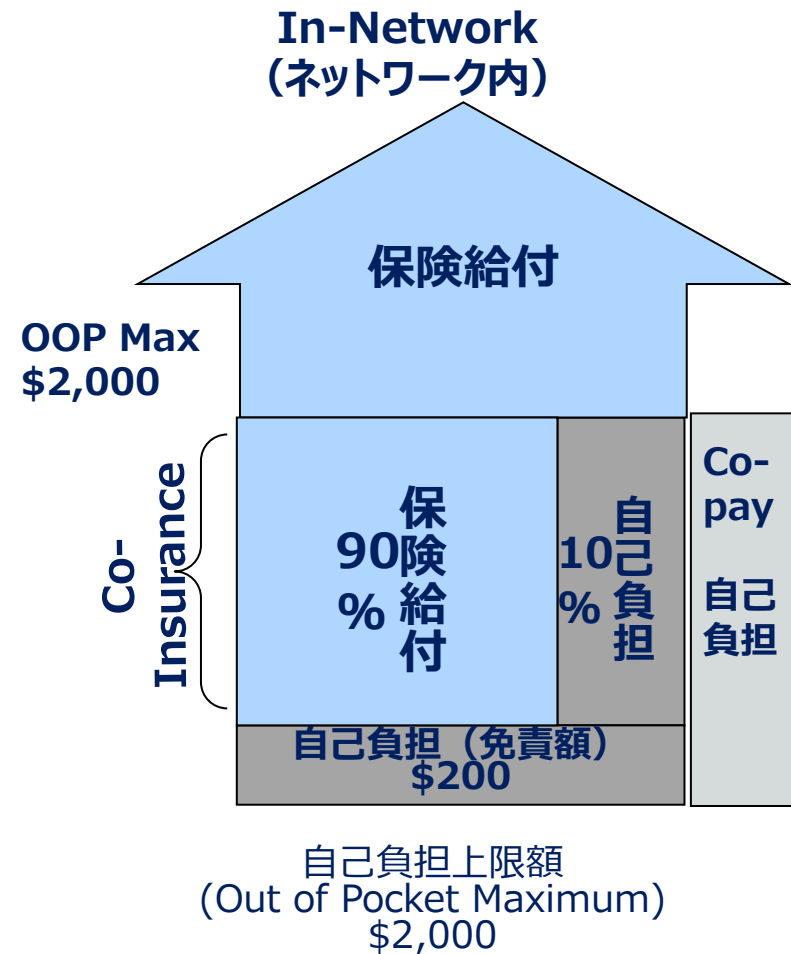 In-Network
（ネットワーク内）
保険給付
OOP Max
$2,000
Co-
Insurance
90
%
保険給付
10
%
自己負担
Co-
pay
自己
負担
自己負担（免責額）
$200
自己負担上限額
(Out of Pocket Maximum)
$2,000